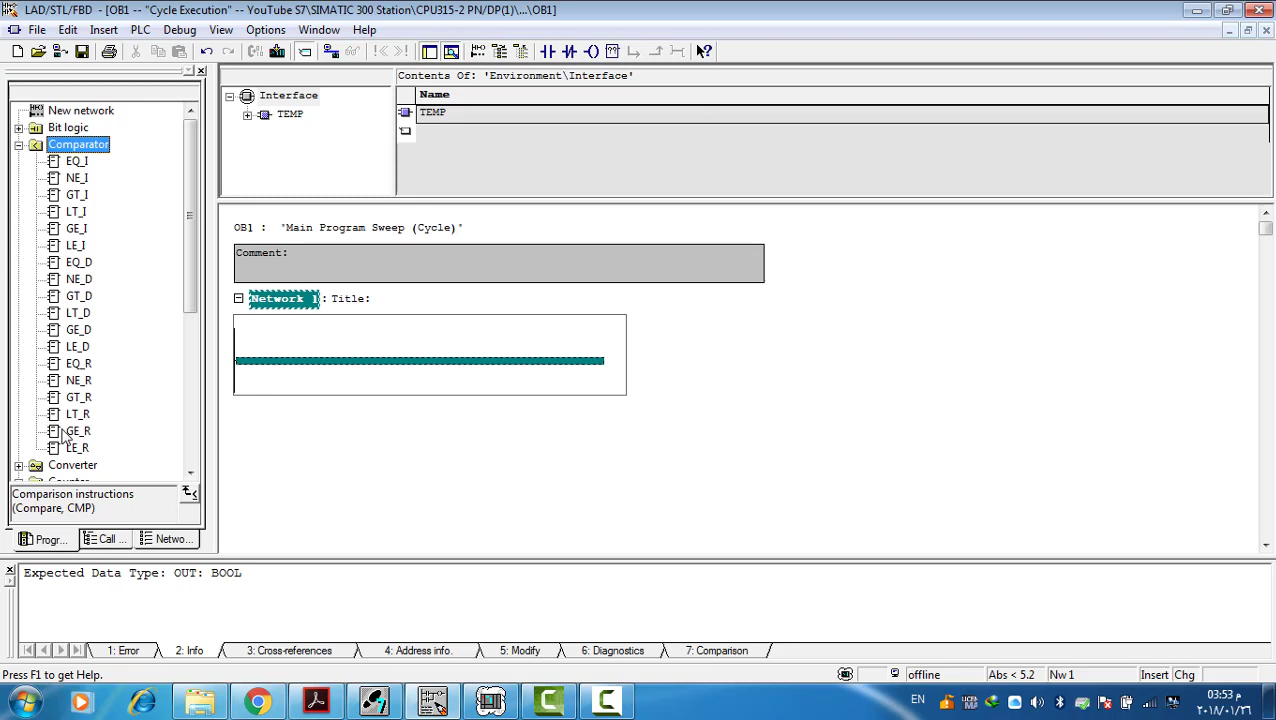 LAD/STL/FBD - [OB1 -- "Cycle Execution" -- YouTube S7\SIMATIC 300 Station\CPU315-2 PN/DP(1)\...\OB1]
File Edit Insert PLC Debug View Options Window Help
New network
Bit logic
Comparator
EQ_I
NE_I
GT_I
LT_I
GE_I
LE_I
EQ_D
NE_D
GT_D
LT_D
GE_D
LE_D
EQ_R
NE_R
GT_R
LT_R
GE_R
LE_R
Converter
Comparison instructions
(Compare, CMP)
Progr... Call ... Netwo...
Interface
TEMP
Contents Of: 'Environment\Interface'
Name
TEMP
OB1 : "Main Program Sweep (Cycle)"
Comment:
Network 1: Title:
Expected Data Type: OUT: BOOL
1: Error 2: Info 3: Cross-references 4: Address info. 5: Modify 6: Diagnostics 7: Comparison
Press F1 to get Help.
offline Abs < 5.2 Nw 1 Insert Chg
EN
03:53 م
٢٠١٨/٠١/٢٦